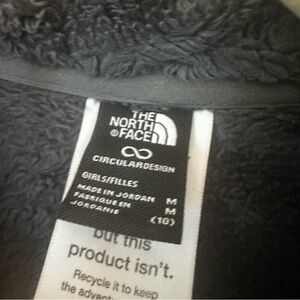 THE
NORTH
FACE
CIRCULARDESIGN
GIRLS/FILLES
MADE IN JORDAN M
FABRIQUE EN M
JORDANIE (10)
but this
product isn't.
Recycle it to keep
the